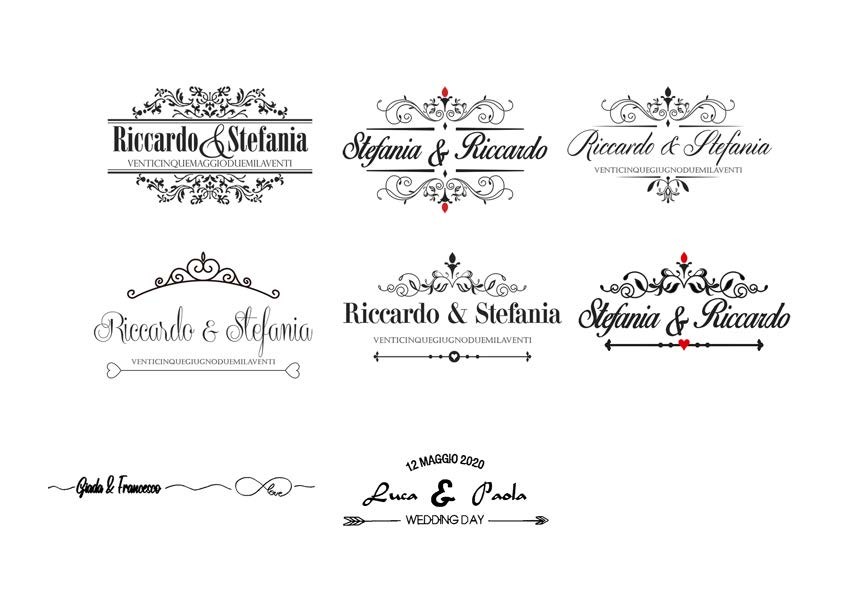 Riccardo & Stefania
VENTICINQUEMAGGIODUEMILAVENTI
Stefania & Riccardo
Riccardo & Stefania
VENTICINQUEGIUGNODUEMILAVENTI
Riccardo & Stefania
VENTICINQUEGIUGNODUEMILAVENTI
Riccardo & Stefania
VENTICINQUEGIUGNODUEMILAVENTI
Stefania & Riccardo
Giada & Francesco
love
12 MAGGIO 2020
Luca & Paola
WEDDING DAY